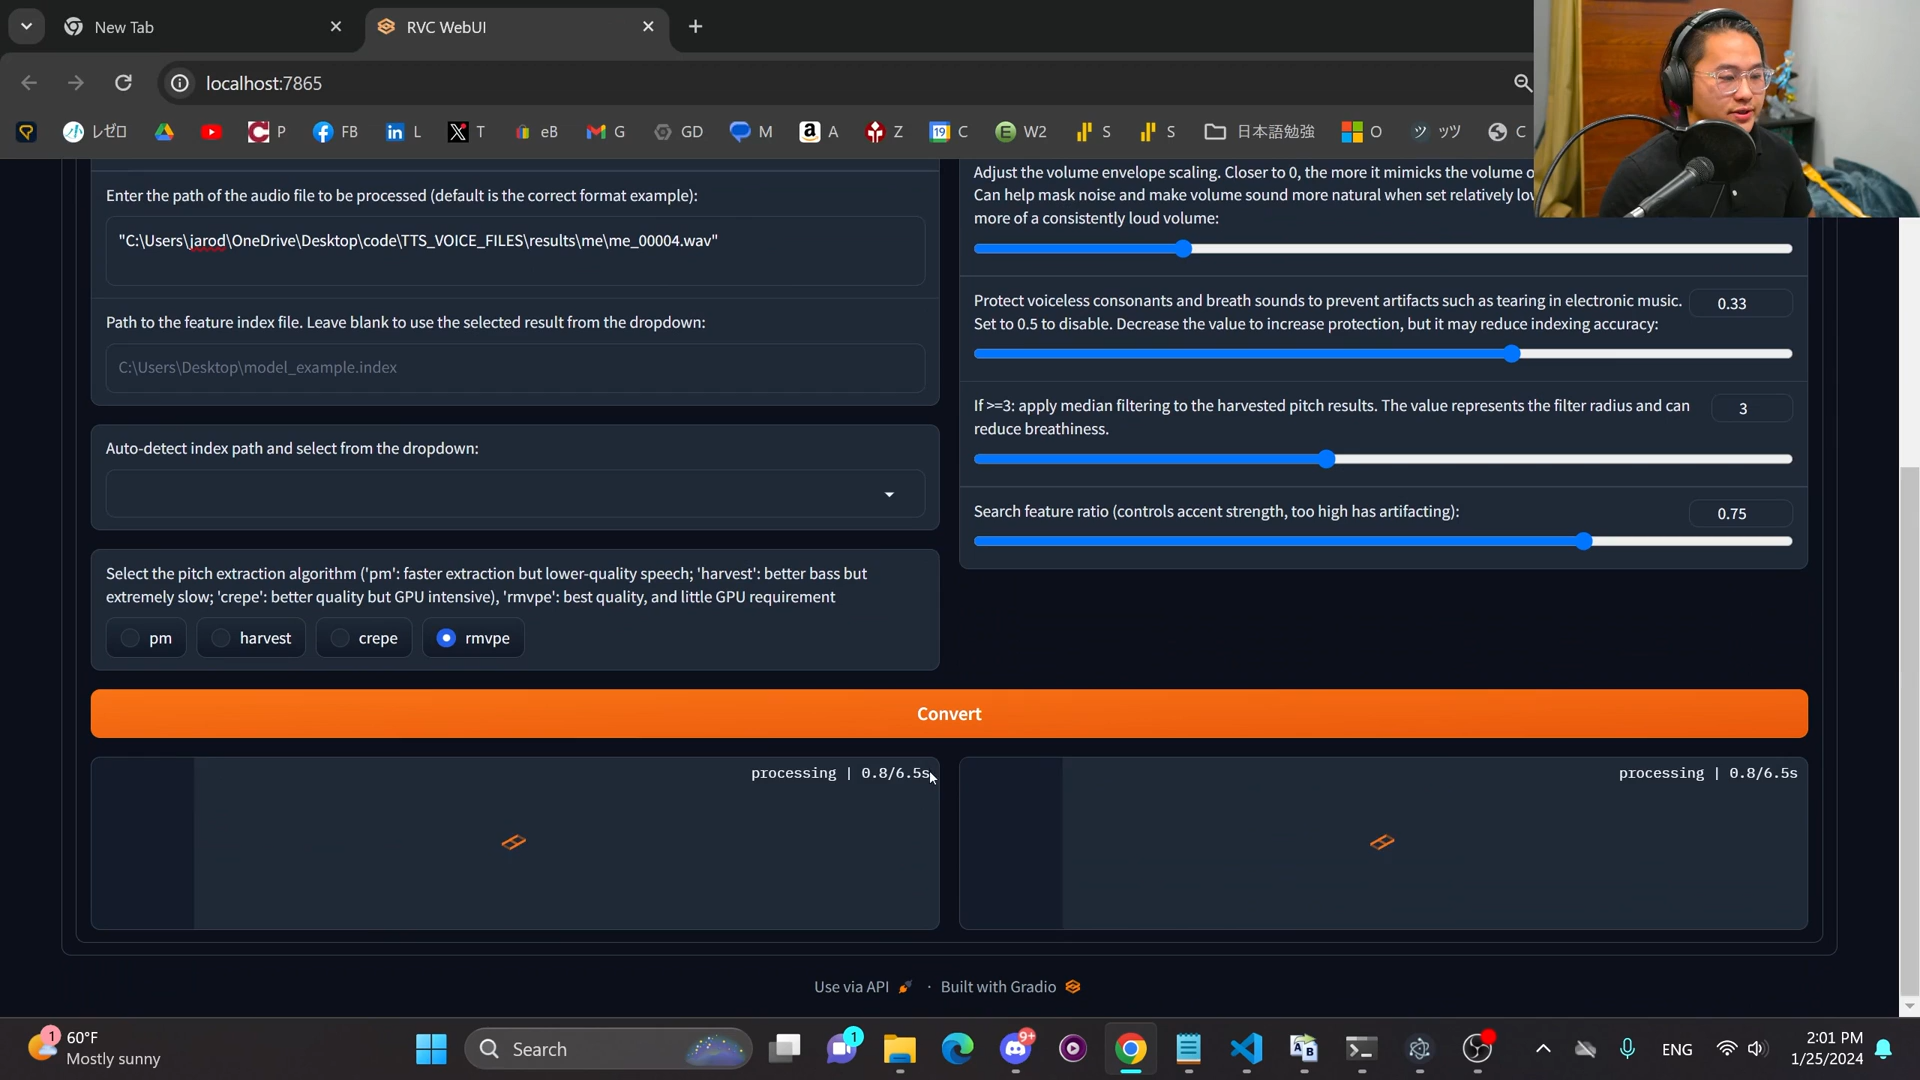 New Tab
RVC WebUI
localhost:7865
レゼロ
P
FB
L
T
eB
G
GD
M
A
Z
19 C
W2
S
S
日本語勉強
O
ツ ッツ
C
Enter the path of the audio file to be processed (default is the correct format example):
"C:\Users\jarod\OneDrive\Desktop\code\TTS_VOICE_FILES\results\me\me_00004.wav"
Path to the feature index file. Leave blank to use the selected result from the dropdown:
C:\Users\Desktop\model_example.index
Auto-detect index path and select from the dropdown:
Select the pitch extraction algorithm ('pm': faster extraction but lower-quality speech; 'harvest': better bass but
extremely slow; 'crepe': better quality but GPU intensive), 'rmvpe': best quality, and little GPU requirement
pm
harvest
crepe
rmvpe
Adjust the volume envelope scaling. Closer to 0, the more it mimicks the volume o
Can help mask noise and make volume sound more natural when set relatively lo
more of a consistently loud volume:
Protect voiceless consonants and breath sounds to prevent artifacts such as tearing in electronic music.
Set to 0.5 to disable. Decrease the value to increase protection, but it may reduce indexing accuracy:
0.33
If >=3: apply median filtering to the harvested pitch results. The value represents the filter radius and can
reduce breathiness.
3
Search feature ratio (controls accent strength, too high has artifacting):
0.75
Convert
processing | 0.8/6.5s
processing | 0.8/6.5s
Use via API · Built with Gradio
1
60°F
Mostly sunny
Search
1
9+
ENG
2:01 PM
1/25/2024